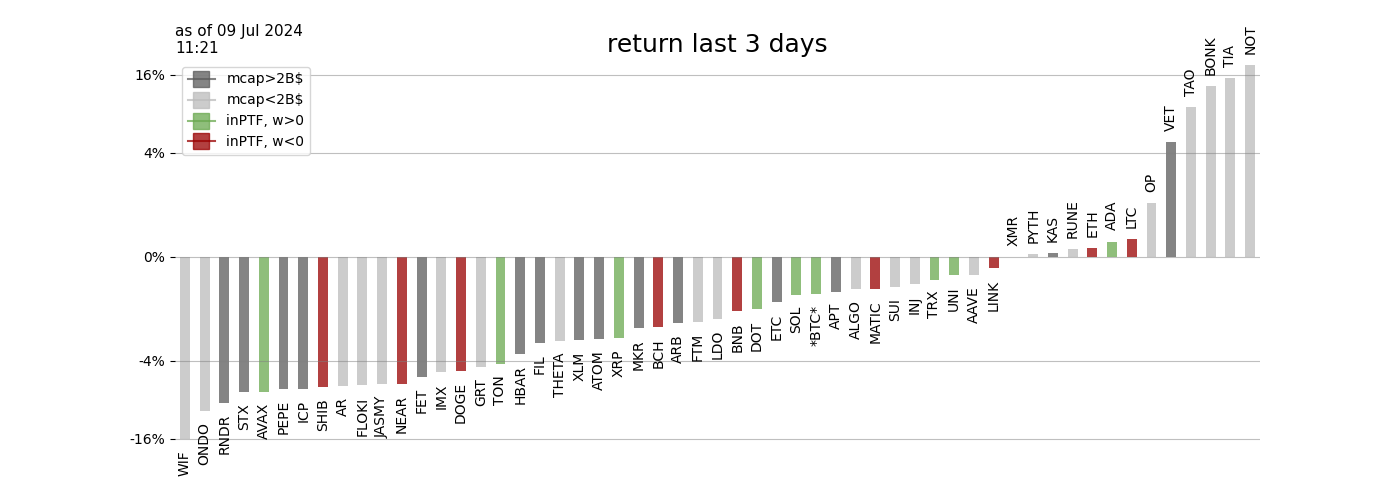 as of 09 Jul 2024
11:21
return last 3 days
mcap>2B$
mcap<2B$
inPTF, w>0
inPTF, w<0
16%
4%
0%
-4%
-16%
WIF
ONDO
RNDR
STX
AVAX
PEPE
ICP
SHIB
AR
FLOKI
JASMY
NEAR
FET
IMX
DOGE
GRT
TON
HBAR
FIL
THETA
XLM
ATOM
XRP
MKR
BCH
ARB
FTM
LDO
BNB
DOT
ETC
SOL
*BTC*
APT
ALGO
MATIC
SUI
INJ
TRX
UNI
AAVE
LINK
XMR
PYTH
KAS
RUNE
ETH
ADA
LTC
OP
VET
TAO
BONK
TIA
NOT